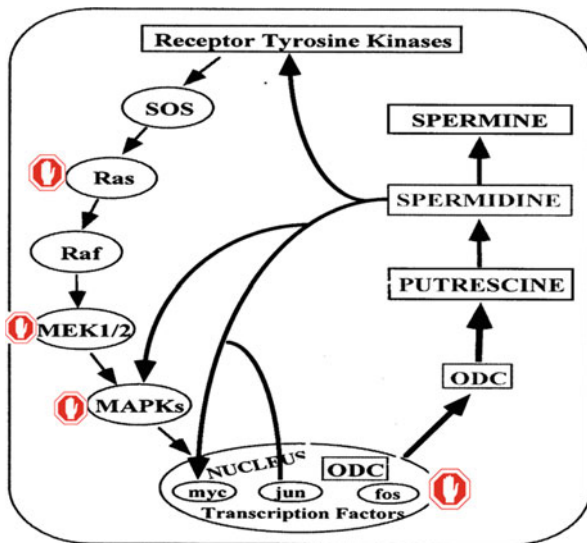 Receptor Tyrosine Kinases
SOS
SPERMINE
Ras
SPERMIDINE
Raf
PUTRESCINE
MEK1/2
ODC
MAPKs
NUCLEUS
ODC
myc
jun
fos
Transcription Factors